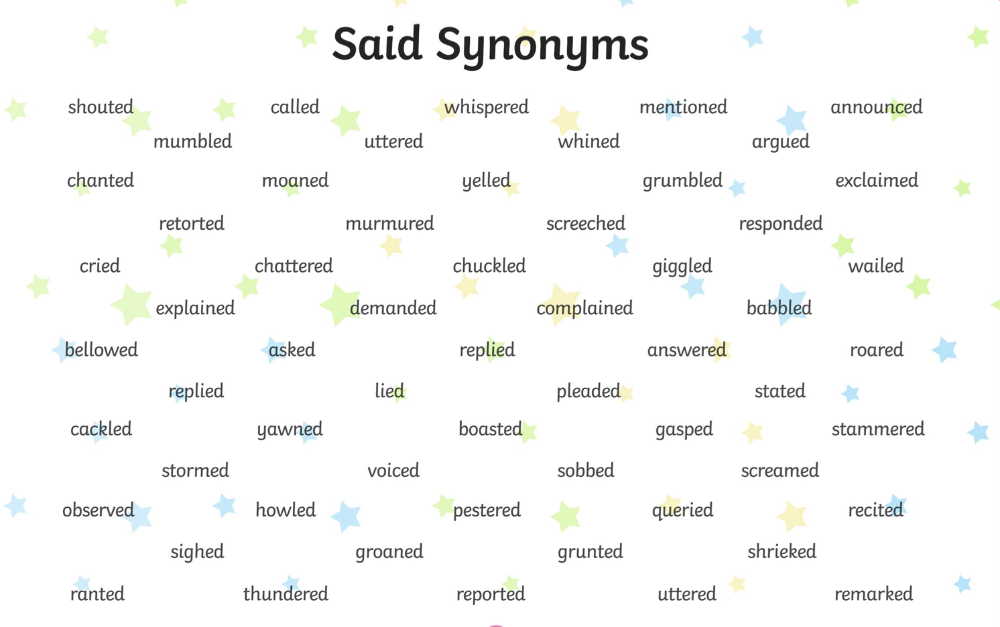 Said Synonyms
shouted called whispered mentioned announced
mumbled uttered whined argued
chanted moaned yelled grumbled exclaimed
retorted murmured screeched responded
cried chattered chuckled giggled wailed
explained demanded complained babbled
bellowed asked replied answered roared
replied lied pleaded stated
cackled yawned boasted gasped stammered
stormed voiced sobbed screamed
observed howled pestered queried recited
sighed groaned grunted shrieked
ranted thundered reported uttered remarked